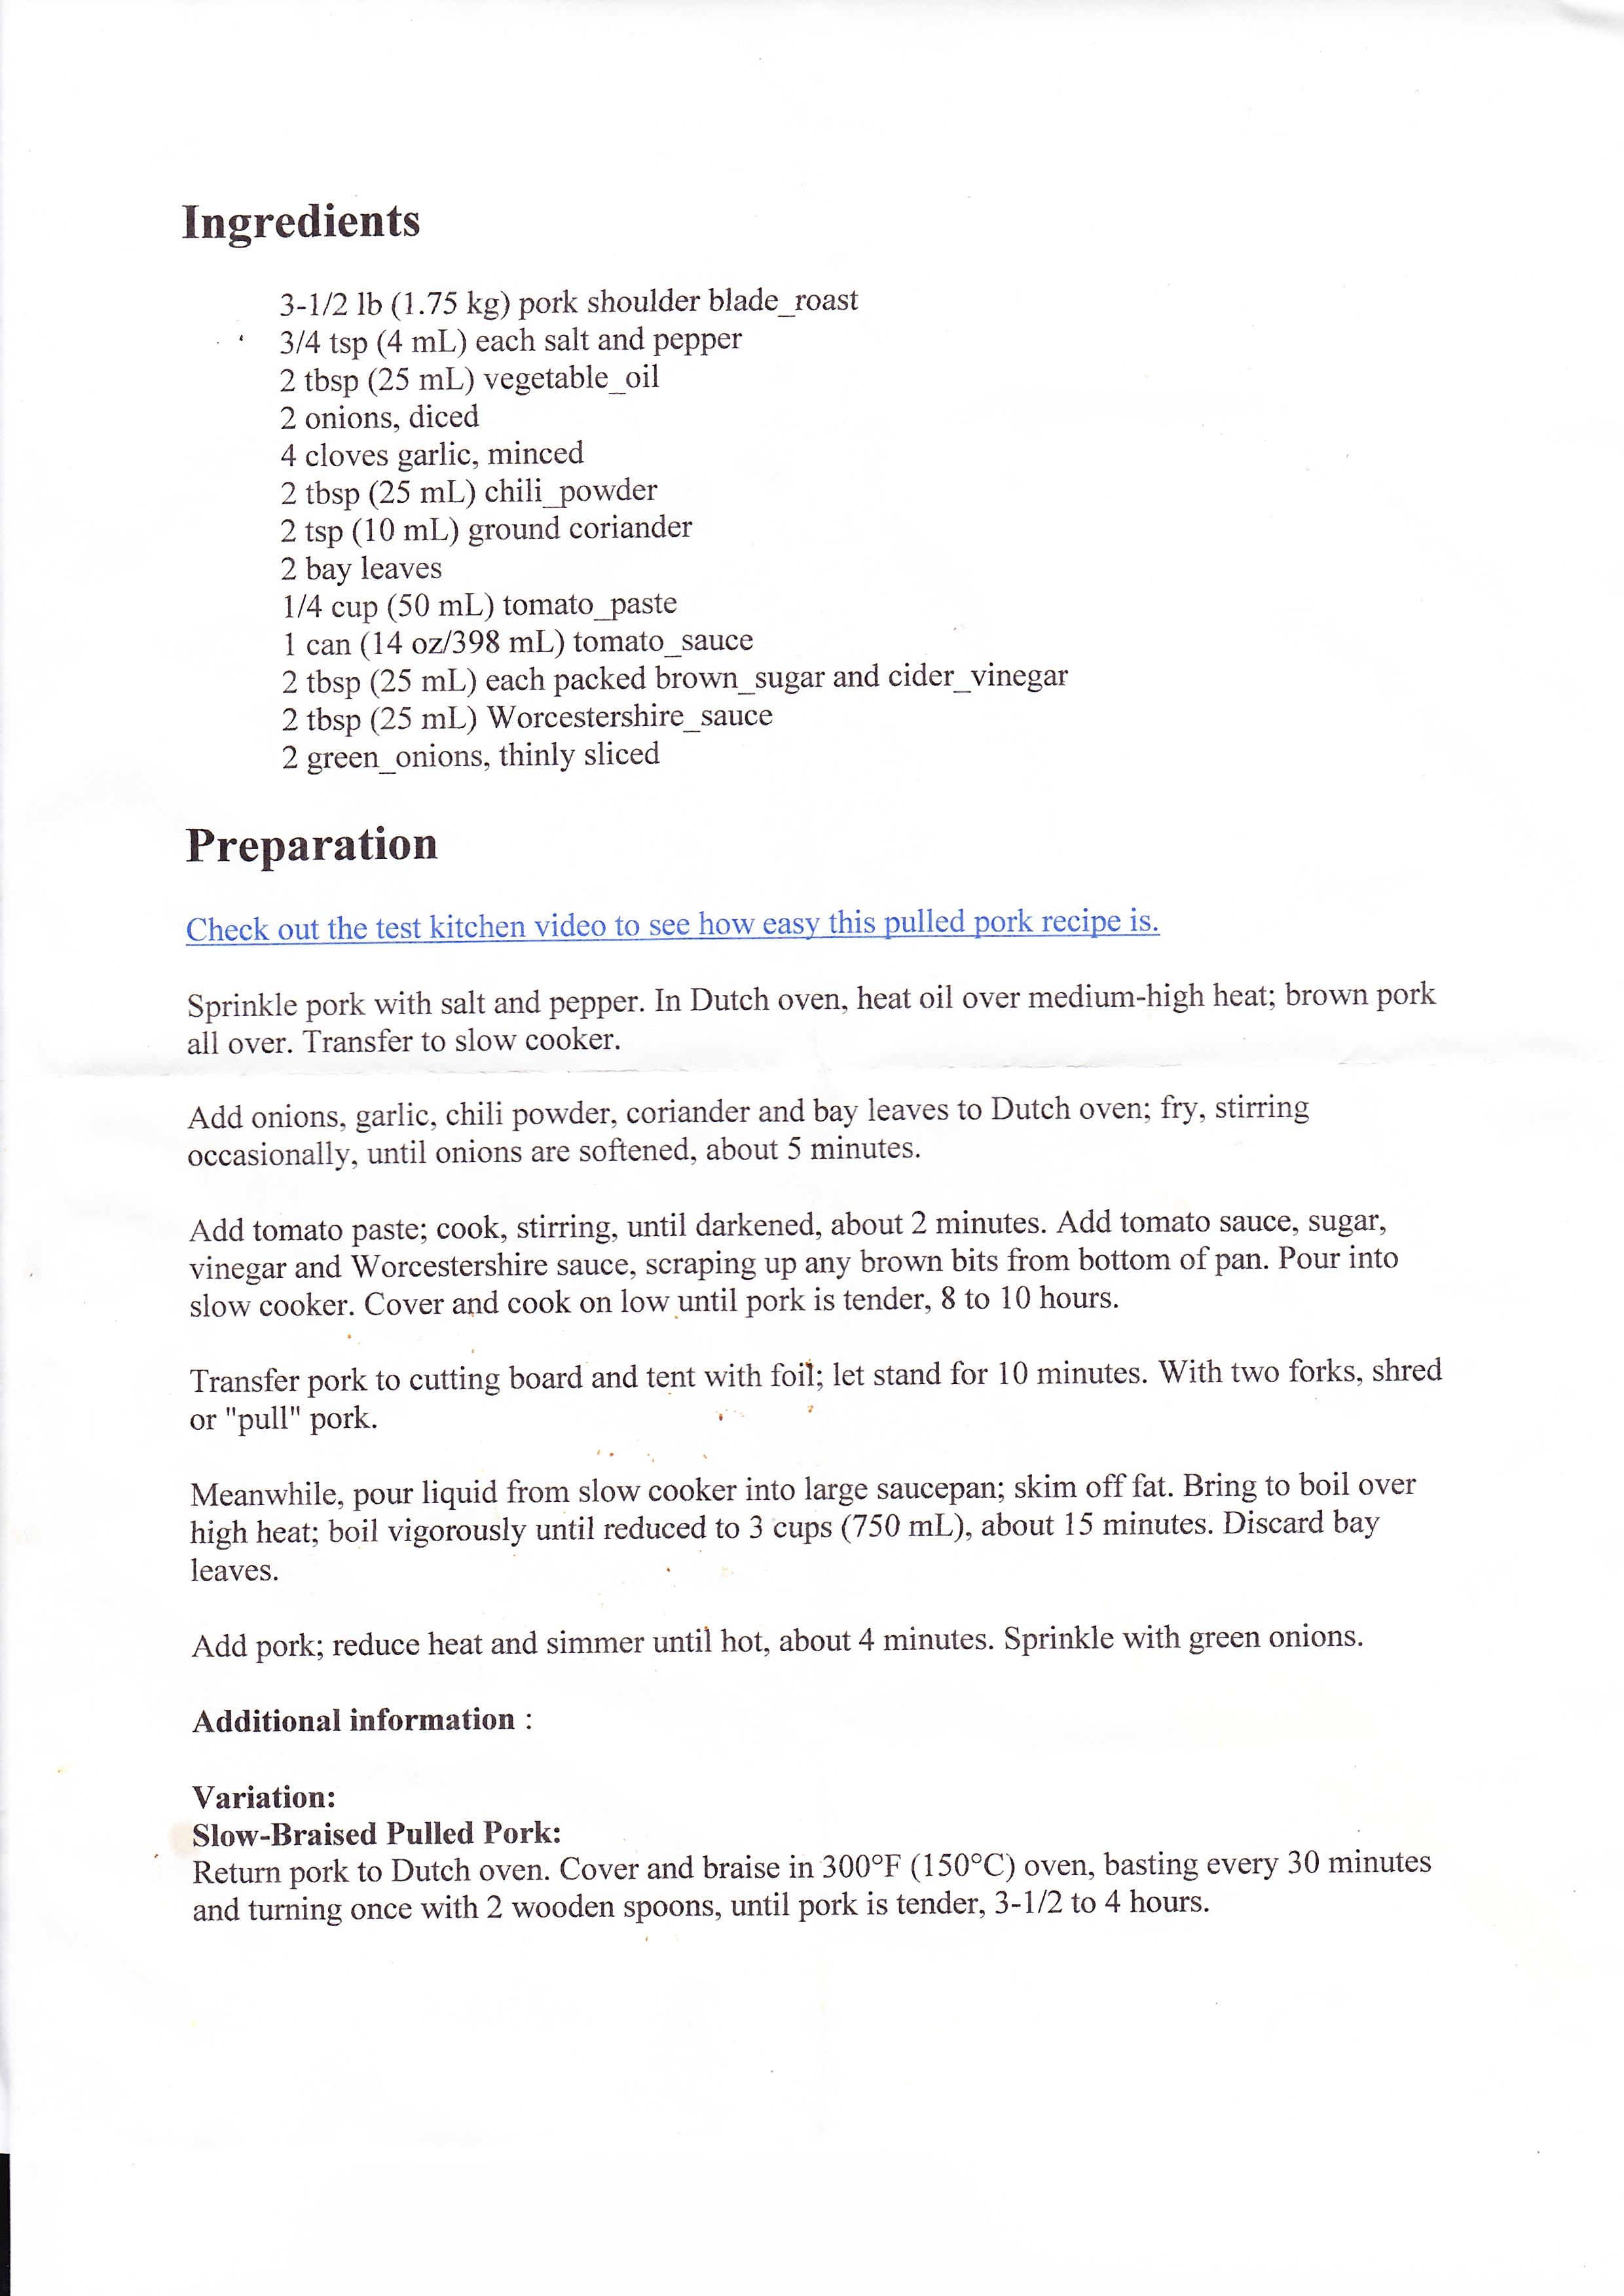 Ingredients
3-1/2 lb (1.75 kg) pork shoulder blade_roast
3/4 tsp (4 mL) each salt and pepper
2 tbsp (25 mL) vegetable_oil
2 onions, diced
4 cloves garlic, minced
2 tbsp (25 mL) chili_powder
2 tsp (10 mL) ground coriander
2 bay leaves
1/4 cup (50 mL) tomato_paste
1 can (14 oz/398 mL) tomato_sauce
2 tbsp (25 mL) each packed brown_sugar and cider_vinegar
2 tbsp (25 mL) Worcestershire_sauce
2 green_onions, thinly sliced
Preparation
Check out the test kitchen video to see how easy this pulled pork recipe is.
Sprinkle pork with salt and pepper. In Dutch oven, heat oil over medium-high heat; brown pork
all over. Transfer to slow cooker.
Add onions, garlic, chili powder, coriander and bay leaves to Dutch oven; fry, stirring
occasionally, until onions are softened, about 5 minutes.
Add tomato paste; cook, stirring, until darkened, about 2 minutes. Add tomato sauce, sugar,
vinegar and Worcestershire sauce, scraping up any brown bits from bottom of pan. Pour into
slow cooker. Cover and cook on low until pork is tender, 8 to 10 hours.
Transfer pork to cutting board and tent with foil; let stand for 10 minutes. With two forks, shred
or "pull" pork.
Meanwhile, pour liquid from slow cooker into large saucepan; skim off fat. Bring to boil over
high heat; boil vigorously until reduced to 3 cups (750 mL), about 15 minutes. Discard bay
leaves.
Add pork; reduce heat and simmer until hot, about 4 minutes. Sprinkle with green onions.
Additional information :
Variation:
Slow-Braised Pulled Pork:
Return pork to Dutch oven. Cover and braise in 300°F (150°C) oven, basting every 30 minutes
and turning once with 2 wooden spoons, until pork is tender, 3-1/2 to 4 hours.